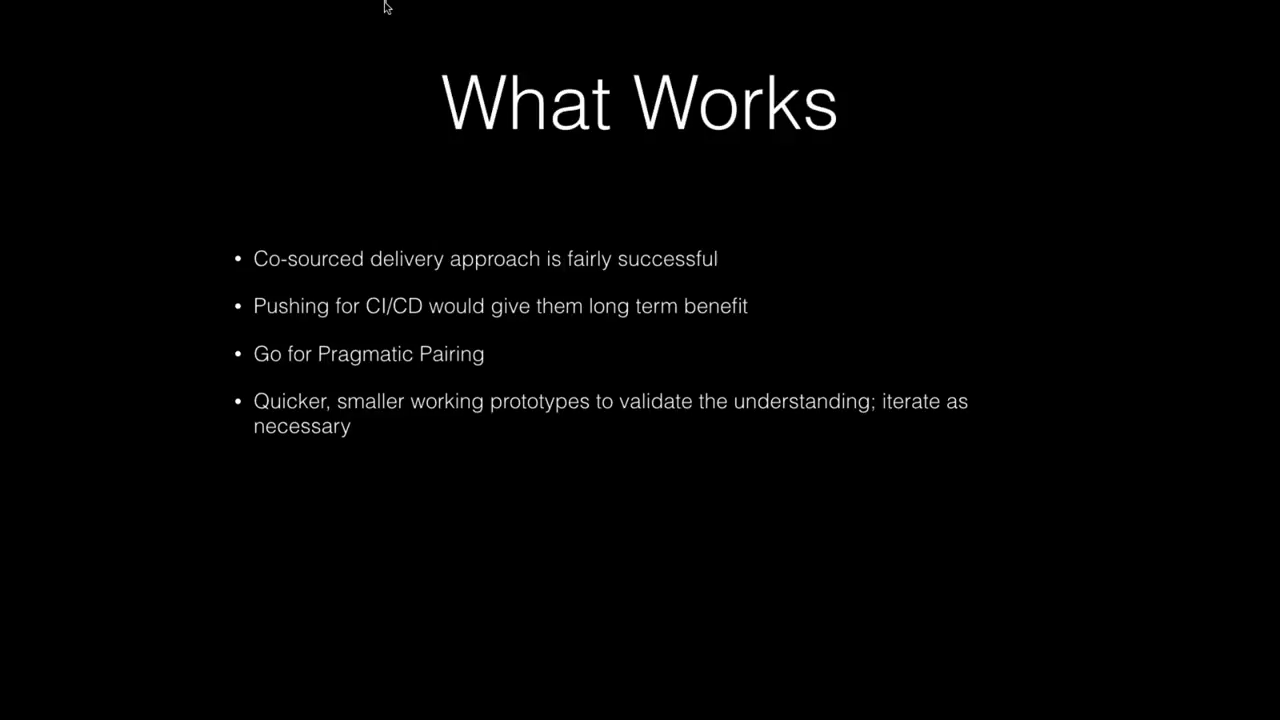 What Works
• Co-sourced delivery approach is fairly successful
• Pushing for CI/CD would give them long term benefit
• Go for Pragmatic Pairing
• Quicker, smaller working prototypes to validate the understanding; iterate as
necessary